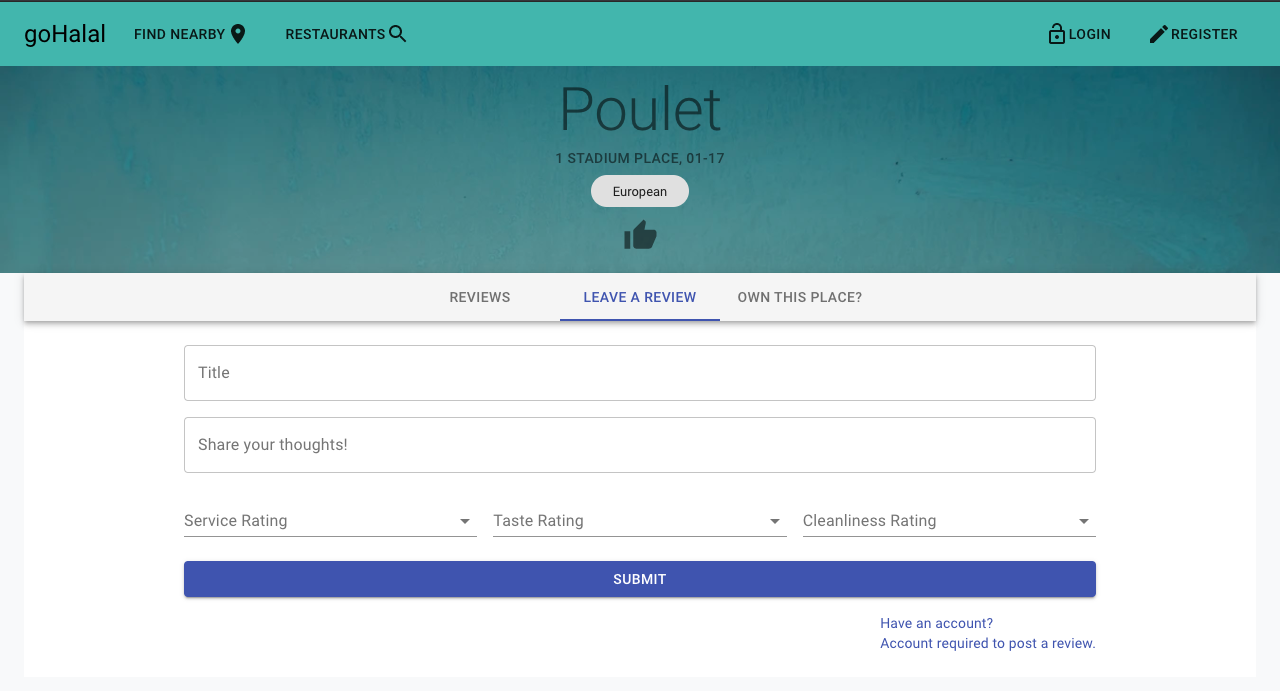 goHalal FIND NEARBY RESTAURANTS LOGIN REGISTER
Poulet
1 STADIUM PLACE, 01-17
European
REVIEWS LEAVE A REVIEW OWN THIS PLACE?
Title
Share your thoughts!
Service Rating Taste Rating Cleanliness Rating
SUBMIT
Have an account?
Account required to post a review.